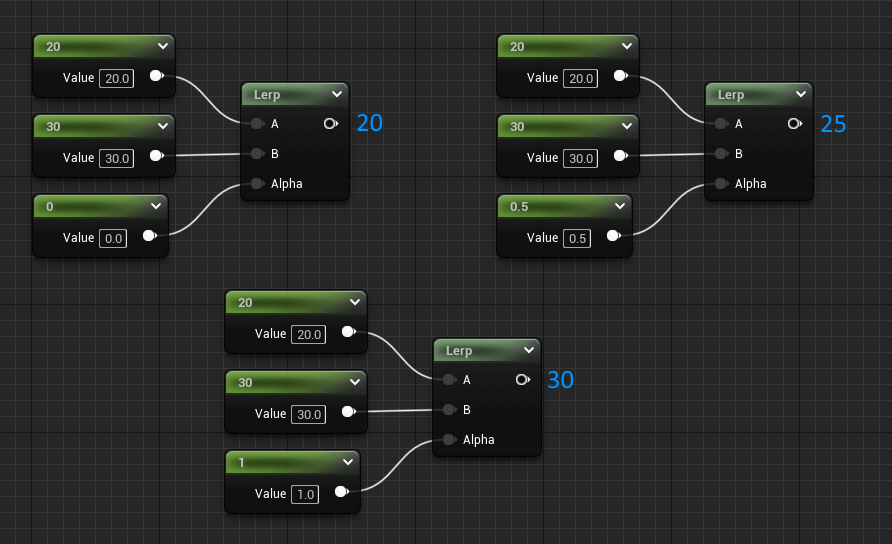 20
Value 20.0
30
Value 30.0
0
Value 0.0
Lerp
A
B
Alpha
20
20
Value 20.0
30
Value 30.0
0.5
Value 0.5
Lerp
A
B
Alpha
25
20
Value 20.0
30
Value 30.0
1
Value 1.0
Lerp
A
B
Alpha
30